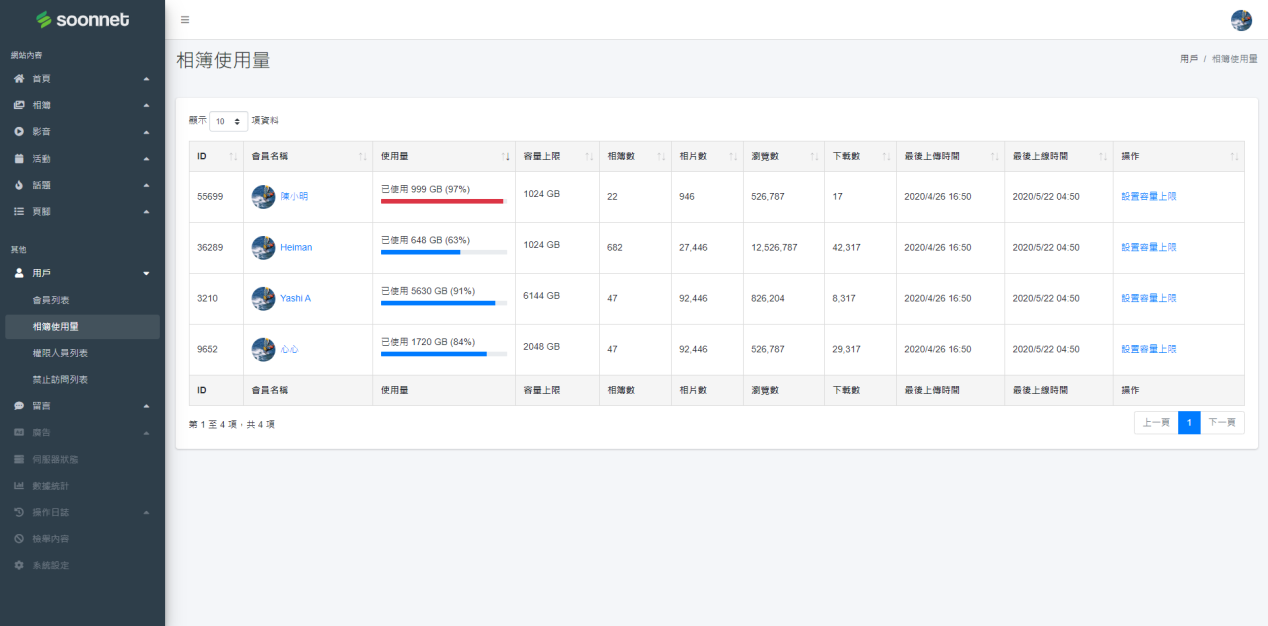 soonnet
網站內容
首頁
相簿
影音
活動
話題
頁腳
其他
用戶
會員列表
相簿使用量
權限人員列表
禁止訪問列表
留言
廣告
伺服器狀態
數據統計
操作日誌
檢舉內容
系統設定
相簿使用量
用戶 / 相簿使用量
顯示 10 項資料
ID 會員名稱 使用量 容量上限 相簿數 相片數 瀏覽數 下載數 最後上傳時間 最後上線時間 操作
55699 陳小明 已使用 999 GB (97%) 1024 GB 22 946 526,787 17 2020/4/26 16:50 2020/5/22 04:50 設置容量上限
36289 Heiman 已使用 648 GB (63%) 1024 GB 682 27,446 12,526,787 42,317 2020/4/26 16:50 2020/5/22 04:50 設置容量上限
3210 Yashi A 已使用 5630 GB (91%) 6144 GB 47 92,446 826,204 8,317 2020/4/26 16:50 2020/5/22 04:50 設置容量上限
9652 心心 已使用 1720 GB (84%) 2048 GB 47 92,446 526,787 29,317 2020/4/26 16:50 2020/5/22 04:50 設置容量上限
ID 會員名稱 使用量 容量上限 相簿數 相片數 瀏覽數 下載數 最後上傳時間 最後上線時間 操作
第 1 至 4 項，共 4 項
上一頁 1 下一頁